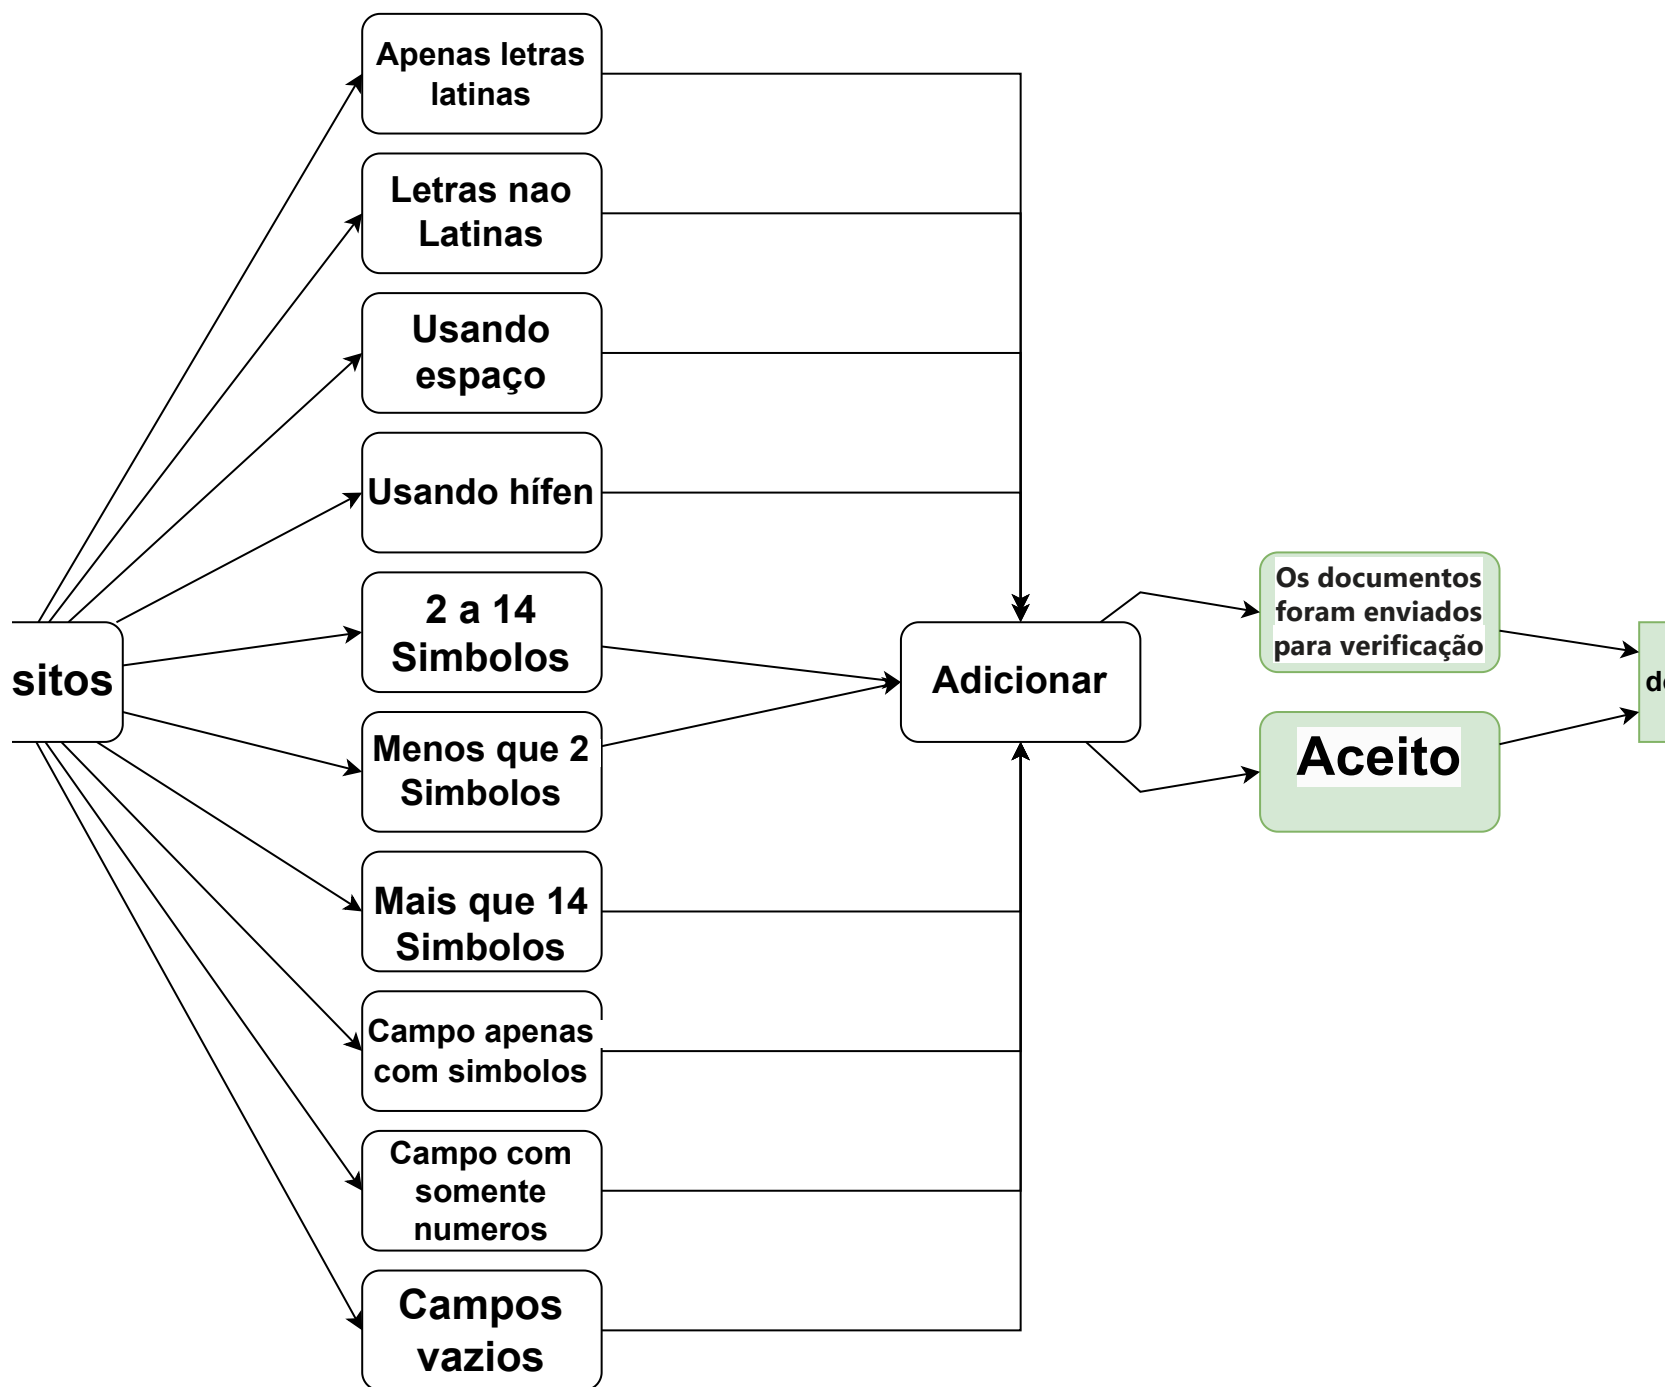 Apenas letras
latinas
Letras nao
Latinas
Usando
espaço
Usando hífen
2 a 14
Simbolos
sitos
Menos que 2
Simbolos
Mais que 14
Simbolos
Campo apenas
com simbolos
Campo com
somente
numeros
Campos
vazios
Adicionar
Os documentos
foram enviados
para verificação
Aceito